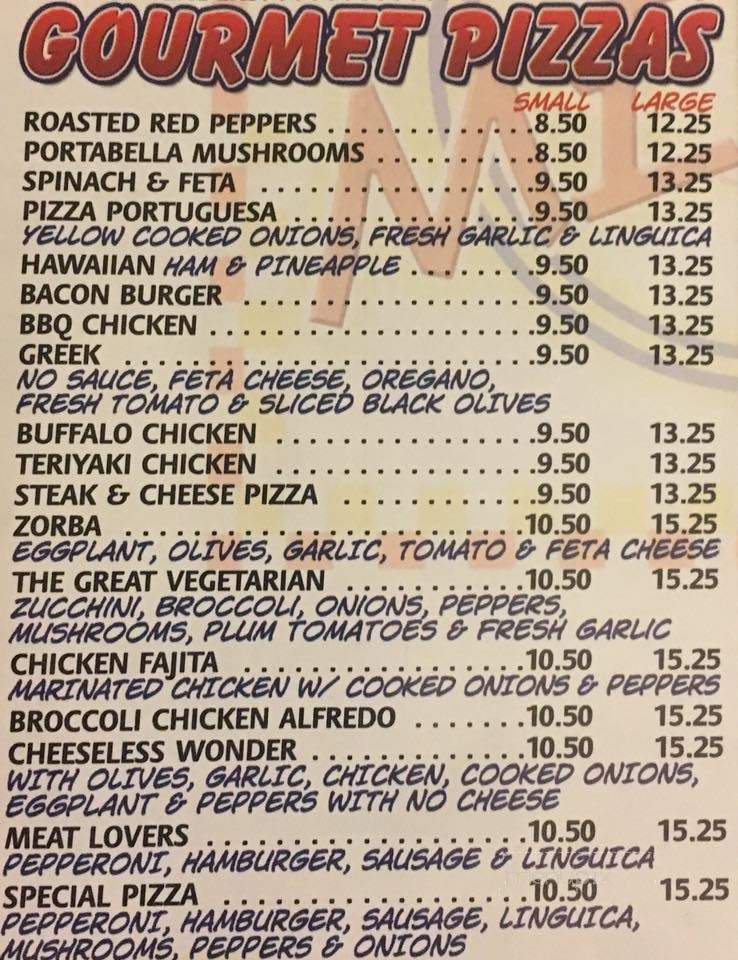 GOURMET PIZZAS
SMALL LARGE
ROASTED RED PEPPERS . . . . . . . . . . . . . .8.50 12.25
PORTABELLA MUSHROOMS . . . . . . . . . .8.50 12.25
SPINACH & FETA . . . . . . . . . . . . . . . . . .9.50 13.25
PIZZA PORTUGUESA . . . . . . . . . . . . . . . .9.50 13.25
YELLOW COOKED ONIONS, FRESH GARLIC & LINGUICA
HAWAIIAN HAM & PINEAPPLE . . . . . . . .9.50 13.25
BACON BURGER . . . . . . . . . . . . . . . . . . .9.50 13.25
BBQ CHICKEN . . . . . . . . . . . . . . . . . . . . .9.50 13.25
GREEK . . . . . . . . . . . . . . . . . . . . . . . . . . .9.50 13.25
NO SAUCE, FETA CHEESE, OREGANO,
FRESH TOMATO & SLICED BLACK OLIVES
BUFFALO CHICKEN . . . . . . . . . . . . . . . . .9.50 13.25
TERIYAKI CHICKEN . . . . . . . . . . . . . . . . .9.50 13.25
STEAK & CHEESE PIZZA . . . . . . . . . . . . .9.50 13.25
ZORBA . . . . . . . . . . . . . . . . . . . . . . . . . .10.50 15.25
EGGPLANT, OLIVES, GARLIC, TOMATO & FETA CHEESE
THE GREAT VEGETARIAN . . . . . . . . . . . .10.50 15.25
ZUCCHINI, BROCCOLI, ONIONS, PEPPERS,
MUSHROOMS, PLUM TOMATOES & FRESH GARLIC
CHICKEN FAJITA . . . . . . . . . . . . . . . . . . .10.50 15.25
MARINATED CHICKEN W/ COOKED ONIONS & PEPPERS
BROCCOLI CHICKEN ALFREDO . . . . . . .10.50 15.25
CHEESELESS WONDER . . . . . . . . . . . . . .10.50 15.25
WITH OLIVES, GARLIC, CHICKEN, COOKED ONIONS,
EGGPLANT & PEPPERS WITH NO CHEESE
MEAT LOVERS . . . . . . . . . . . . . . . . . . . . . .10.50 15.25
PEPPERONI, HAMBURGER, SAUSAGE & LINGUICA
SPECIAL PIZZA . . . . . . . . . . . . . . . . . . . .10.50 15.25
PEPPERONI, HAMBURGER, SAUSAGE, LINGUICA,
MUSHROOMS, PEPPERS & ONIONS